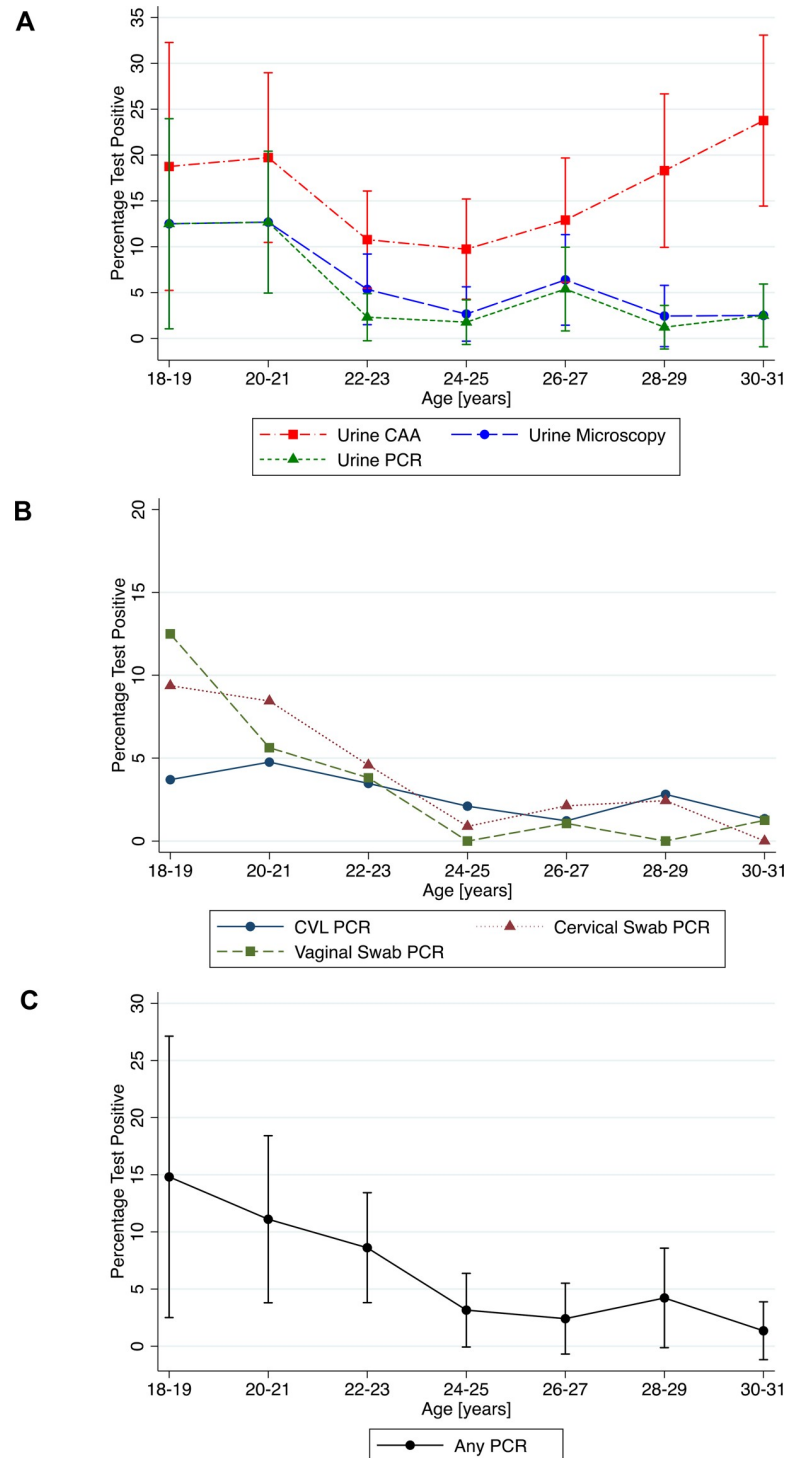 A
Percentage Test Positive
35
30
25
20
15
10
5
0
18-19 20-21 22-23 24-25 26-27 28-29 30-31
Age [years]
Urine CAA Urine Microscopy
Urine PCR
B
Percentage Test Positive
20
15
10
5
0
18-19 20-21 22-23 24-25 26-27 28-29 30-31
Age [years]
CVL PCR Cervical Swab PCR
Vaginal Swab PCR
C
Percentage Test Positive
30
25
20
15
10
5
0
18-19 20-21 22-23 24-25 26-27 28-29 30-31
Age [years]
Any PCR